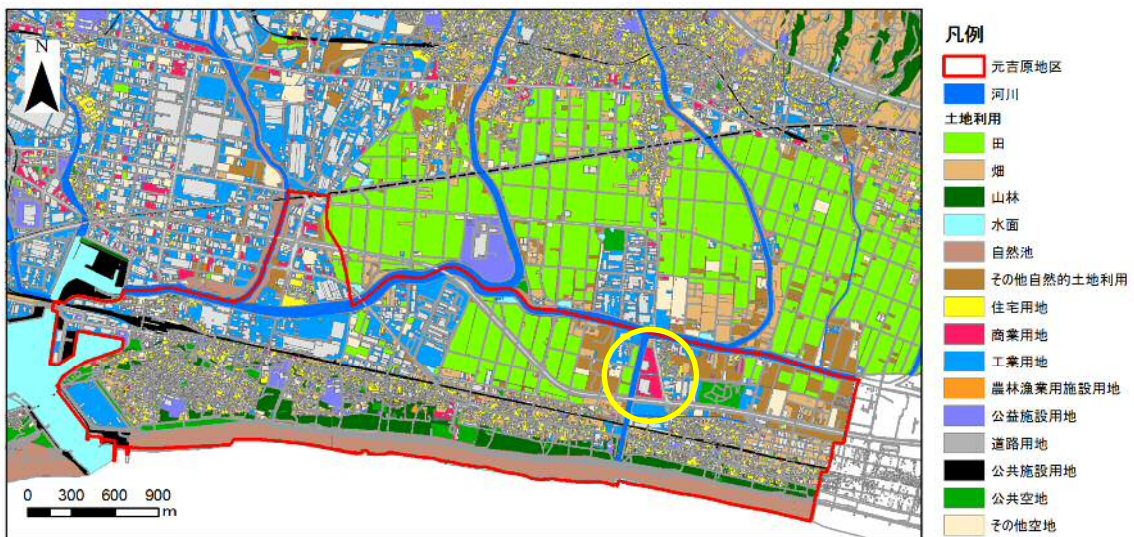 N
0 300 600 900
m
凡例
元吉原地区
河川
土地利用
田
畑
山林
水面
自然池
その他自然的土地利用
住宅用地
商業用地
工業用地
農林漁業用施設用地
公益施設用地
道路用地
公共施設用地
公共空地
その他空地